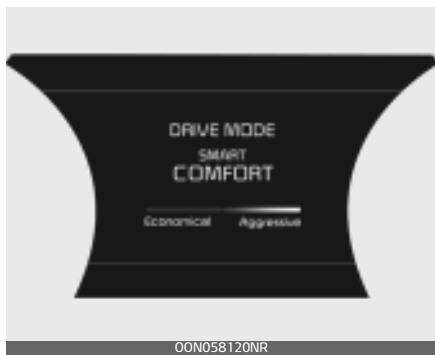 DRIVE MODE
SMART
COMFORT
Economical Aggressive
OON058120NR